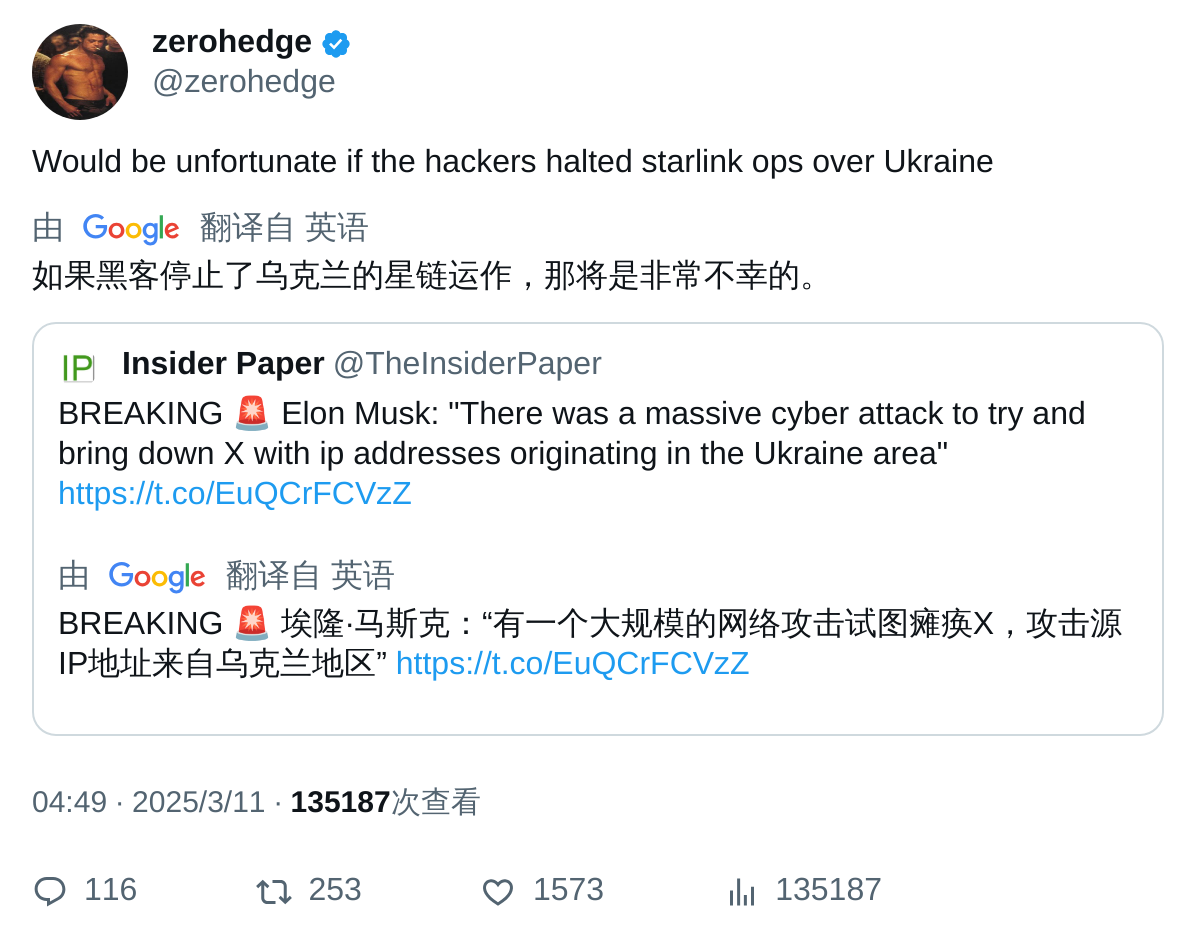 zerohedge
@zerohedge
Would be unfortunate if the hackers halted starlink ops over Ukraine
由 Google 翻译自 英语
如果黑客停止了乌克兰的星链运作，那将是非常不幸的。
IP Insider Paper @TheInsiderPaper
BREAKING 🚨 Elon Musk: "There was a massive cyber attack to try and
bring down X with ip addresses originating in the Ukraine area"
https://t.co/EuQCrFCVzZ
由 Google 翻译自 英语
BREAKING 🚨 埃隆·马斯克：“有一个大规模的网络攻击试图瘫痪X，攻击源
IP地址来自乌克兰地区” https://t.co/EuQCrFCVzZ
04:49 · 2025/3/11 · 135187次查看
116 253 1573 135187